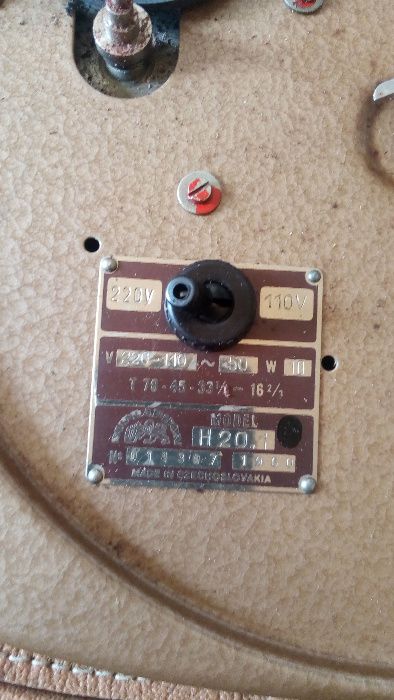 220V 110V
V 220-110 ~ 50 W 10
T 78 - 45 - 33⅓ - 16⅔
MODEL
H20.1
Nº 1960
MADE IN CZECHOSLOVAKIA